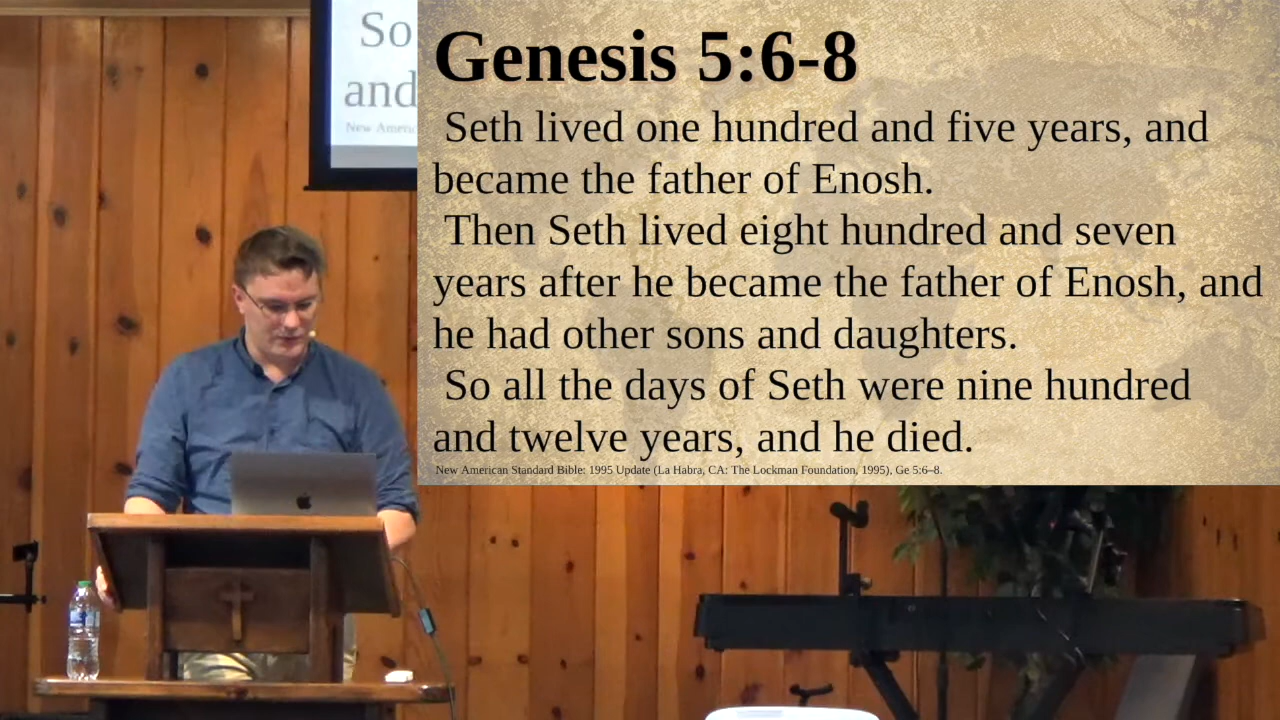 So
and
New Americ
Genesis 5:6-8
Seth lived one hundred and five years, and
became the father of Enosh.
Then Seth lived eight hundred and seven
years after he became the father of Enosh, and
he had other sons and daughters.
So all the days of Seth were nine hundred
and twelve years, and he died.
New American Standard Bible: 1995 Update (La Habra, CA: The Lockman Foundation, 1995), Ge 5:6–8.